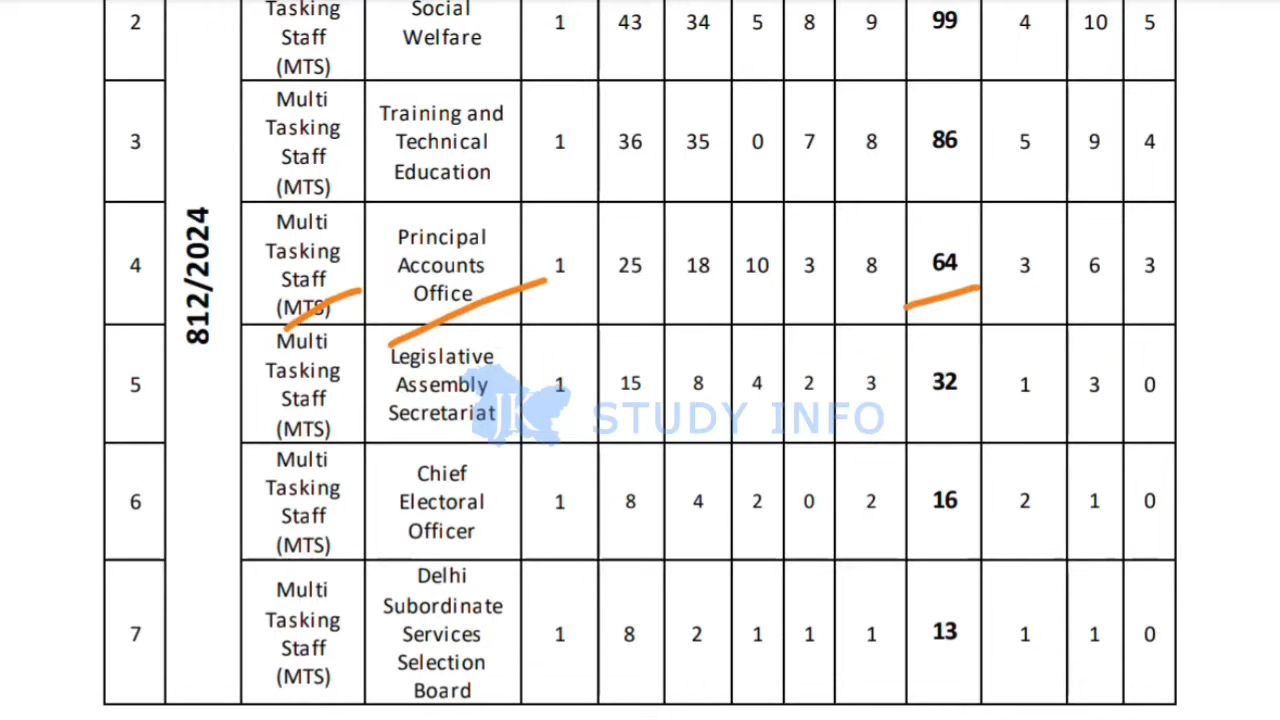 2 Tasking Staff (MTS) Social Welfare 1 43 34 5 8 9 99 4 10 5
812/2024
3 Multi Tasking Staff (MTS) Training and Technical Education 1 36 35 0 7 8 86 5 9 4
4 Multi Tasking Staff (MTS) Principal Accounts Office 1 25 18 10 3 8 64 3 6 3
5 Multi Tasking Staff (MTS) Legislative Assembly Secretariat 1 15 8 4 2 3 32 1 3 0
JK STUDY INFO
6 Multi Tasking Staff (MTS) Chief Electoral Officer 1 8 4 2 0 2 16 2 1 0
7 Multi Tasking Staff (MTS) Delhi Subordinate Services Selection Board 1 8 2 1 1 1 13 1 1 0